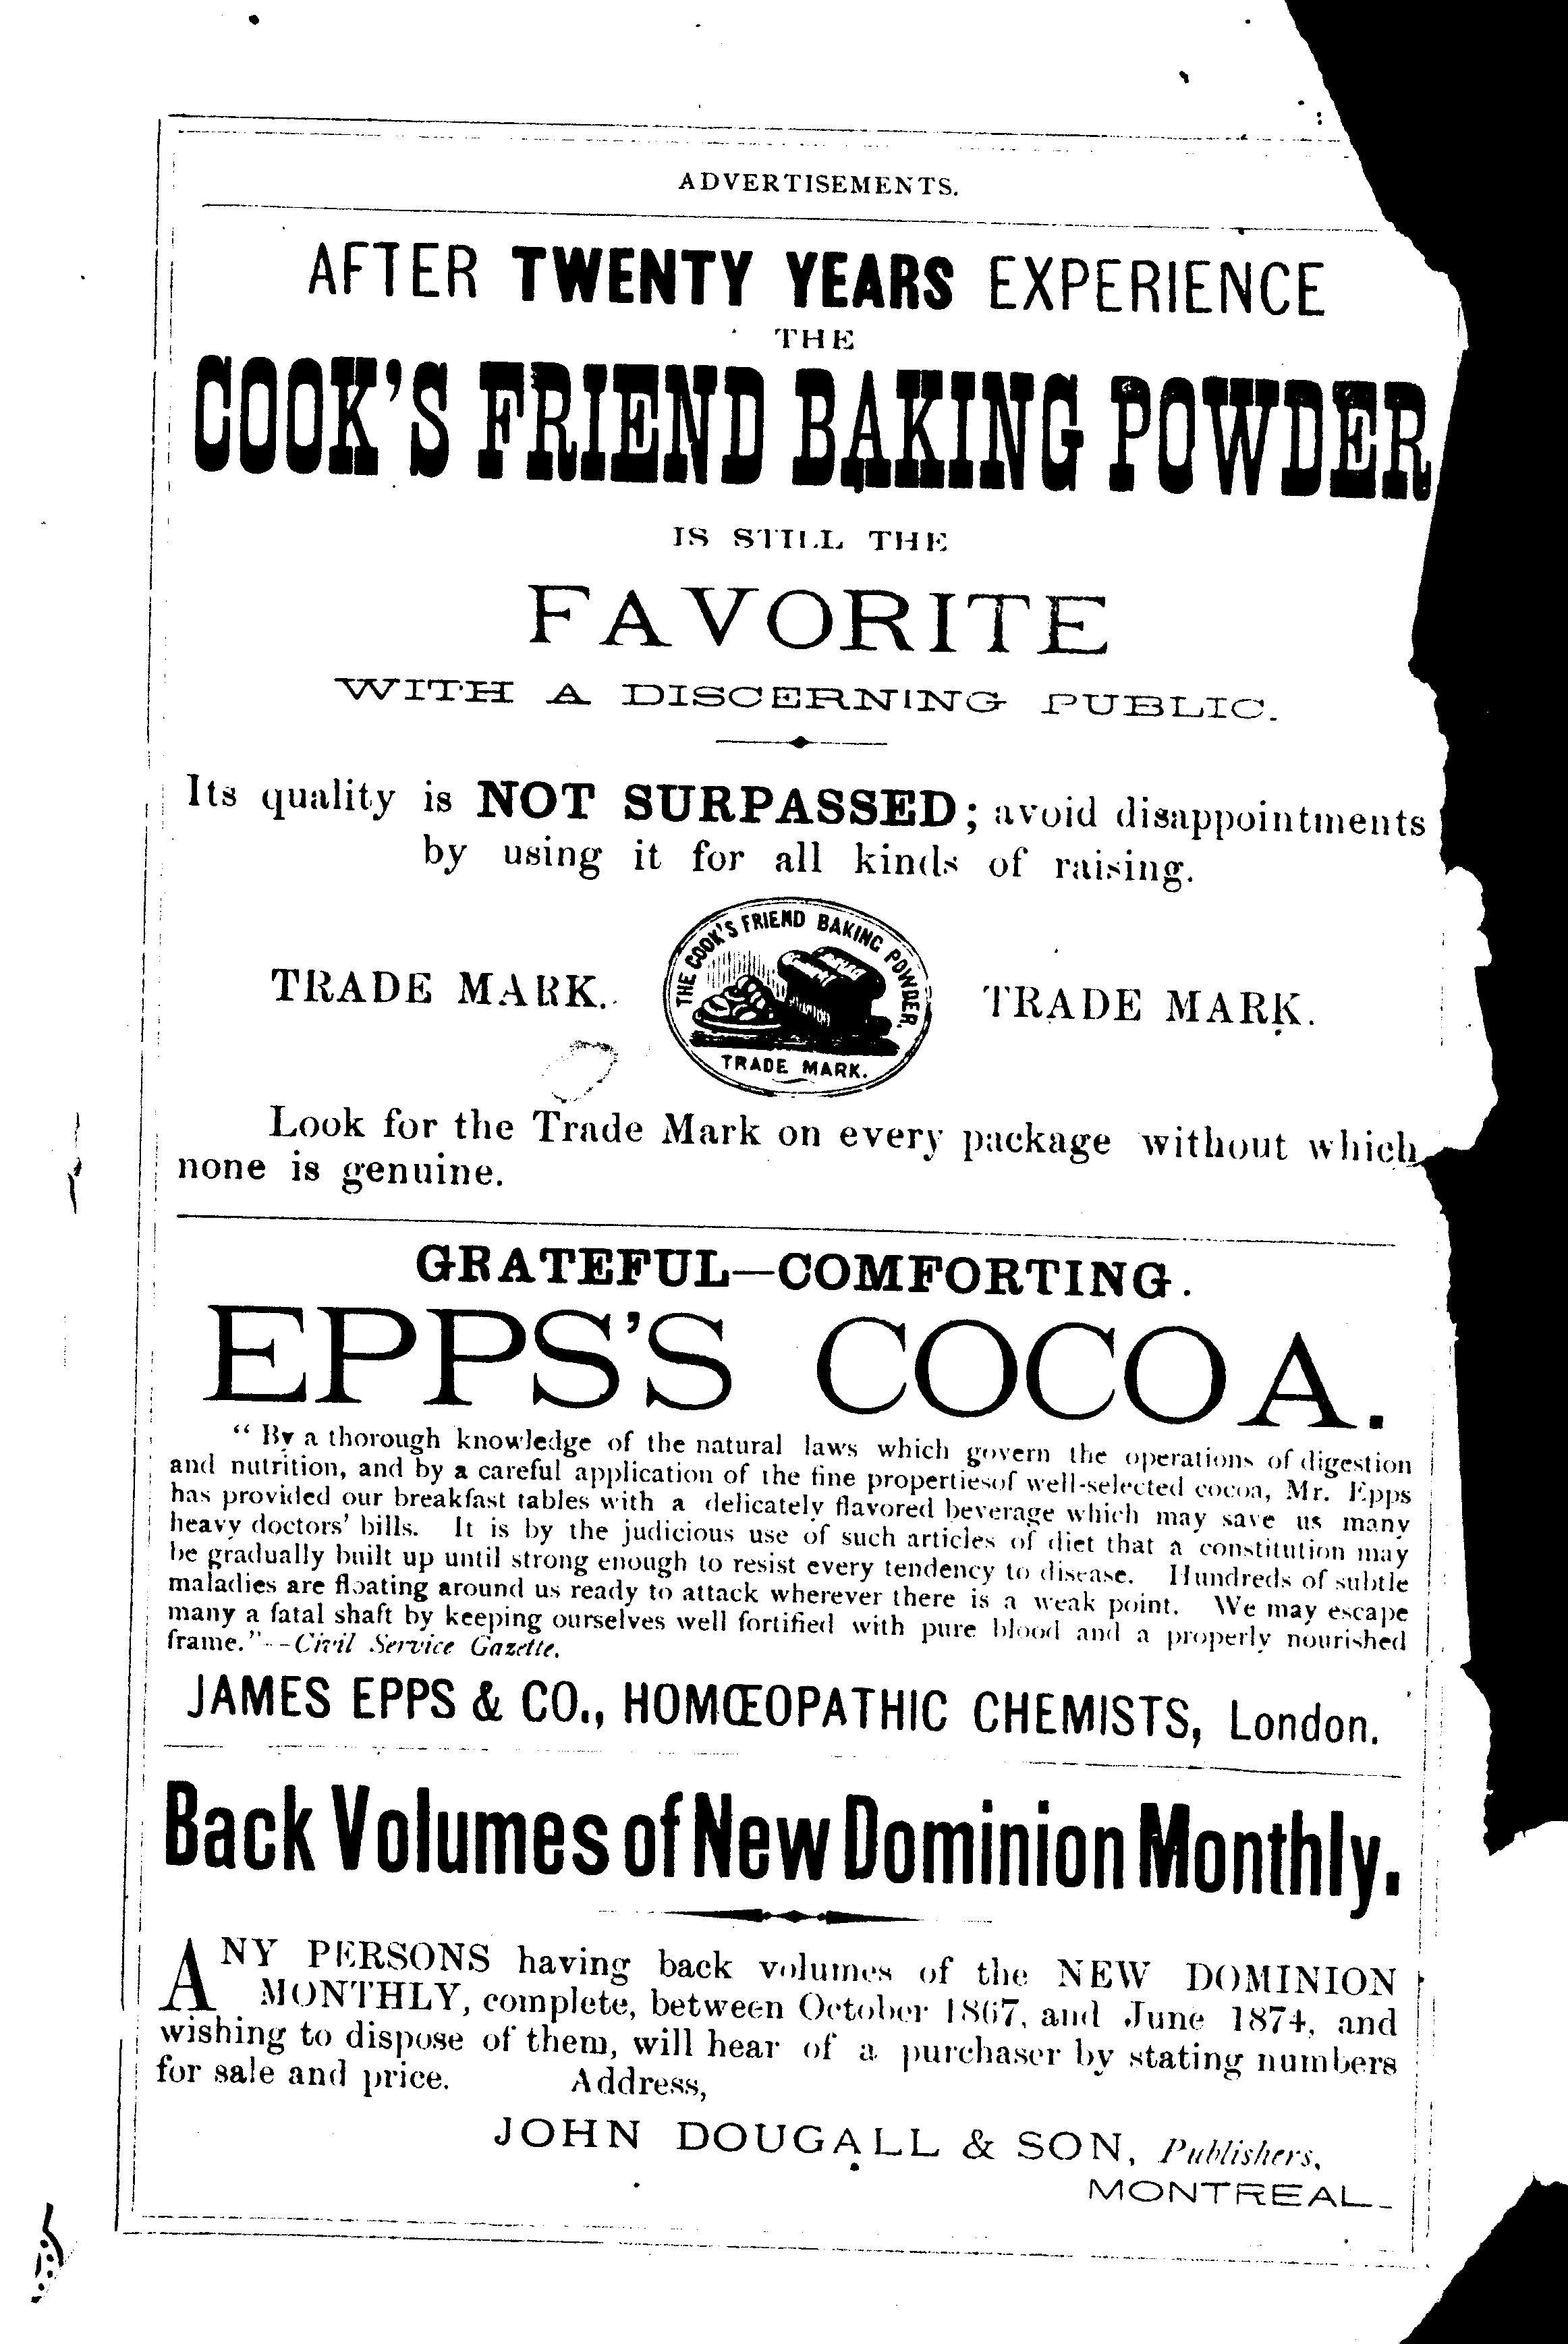 ADVERTISEMENTS.
AFTER TWENTY YEARS EXPERIENCE
THE
COOK'S FRIEND BAKING POWDER
IS STILL THE
FAVORITE
WITH A DISCERNING PUBLIC.
Its quality is NOT SURPASSED; avoid disappointments
by using it for all kinds of raising.
TRADE MARK.
THE COOK'S FRIEND BAKING POWDER.
TRADE MARK.
TRADE MARK.
Look for the Trade Mark on every package without which
none is genuine.
GRATEFUL—COMFORTING.
EPPS'S COCOA.
"By a thorough knowledge of the natural laws which govern the operations of digestion
and nutrition, and by a careful application of the fine propertiesof well-selected cocoa, Mr. Epps
has provided our breakfast tables with a delicately flavored beverage which may save us many
heavy doctors' bills. It is by the judicious use of such articles of diet that a constitution may
be gradually built up until strong enough to resist every tendency to disease. Hundreds of subtle
maladies are floating around us ready to attack wherever there is a weak point. We may escape
many a fatal shaft by keeping ourselves well fortified with pure blood and a properly nourished
frame."--Civil Service Gazette.
JAMES EPPS & CO., HOMŒOPATHIC CHEMISTS, London.
Back Volumes of New Dominion Monthly.
ANY PERSONS having back volumes of the NEW DOMINION
MONTHLY, complete, between October 1867, and June 1874, and
wishing to dispose of them, will hear of a purchaser by stating numbers
for sale and price. Address,
JOHN DOUGALL & SON, Publishers,
MONTREAL.